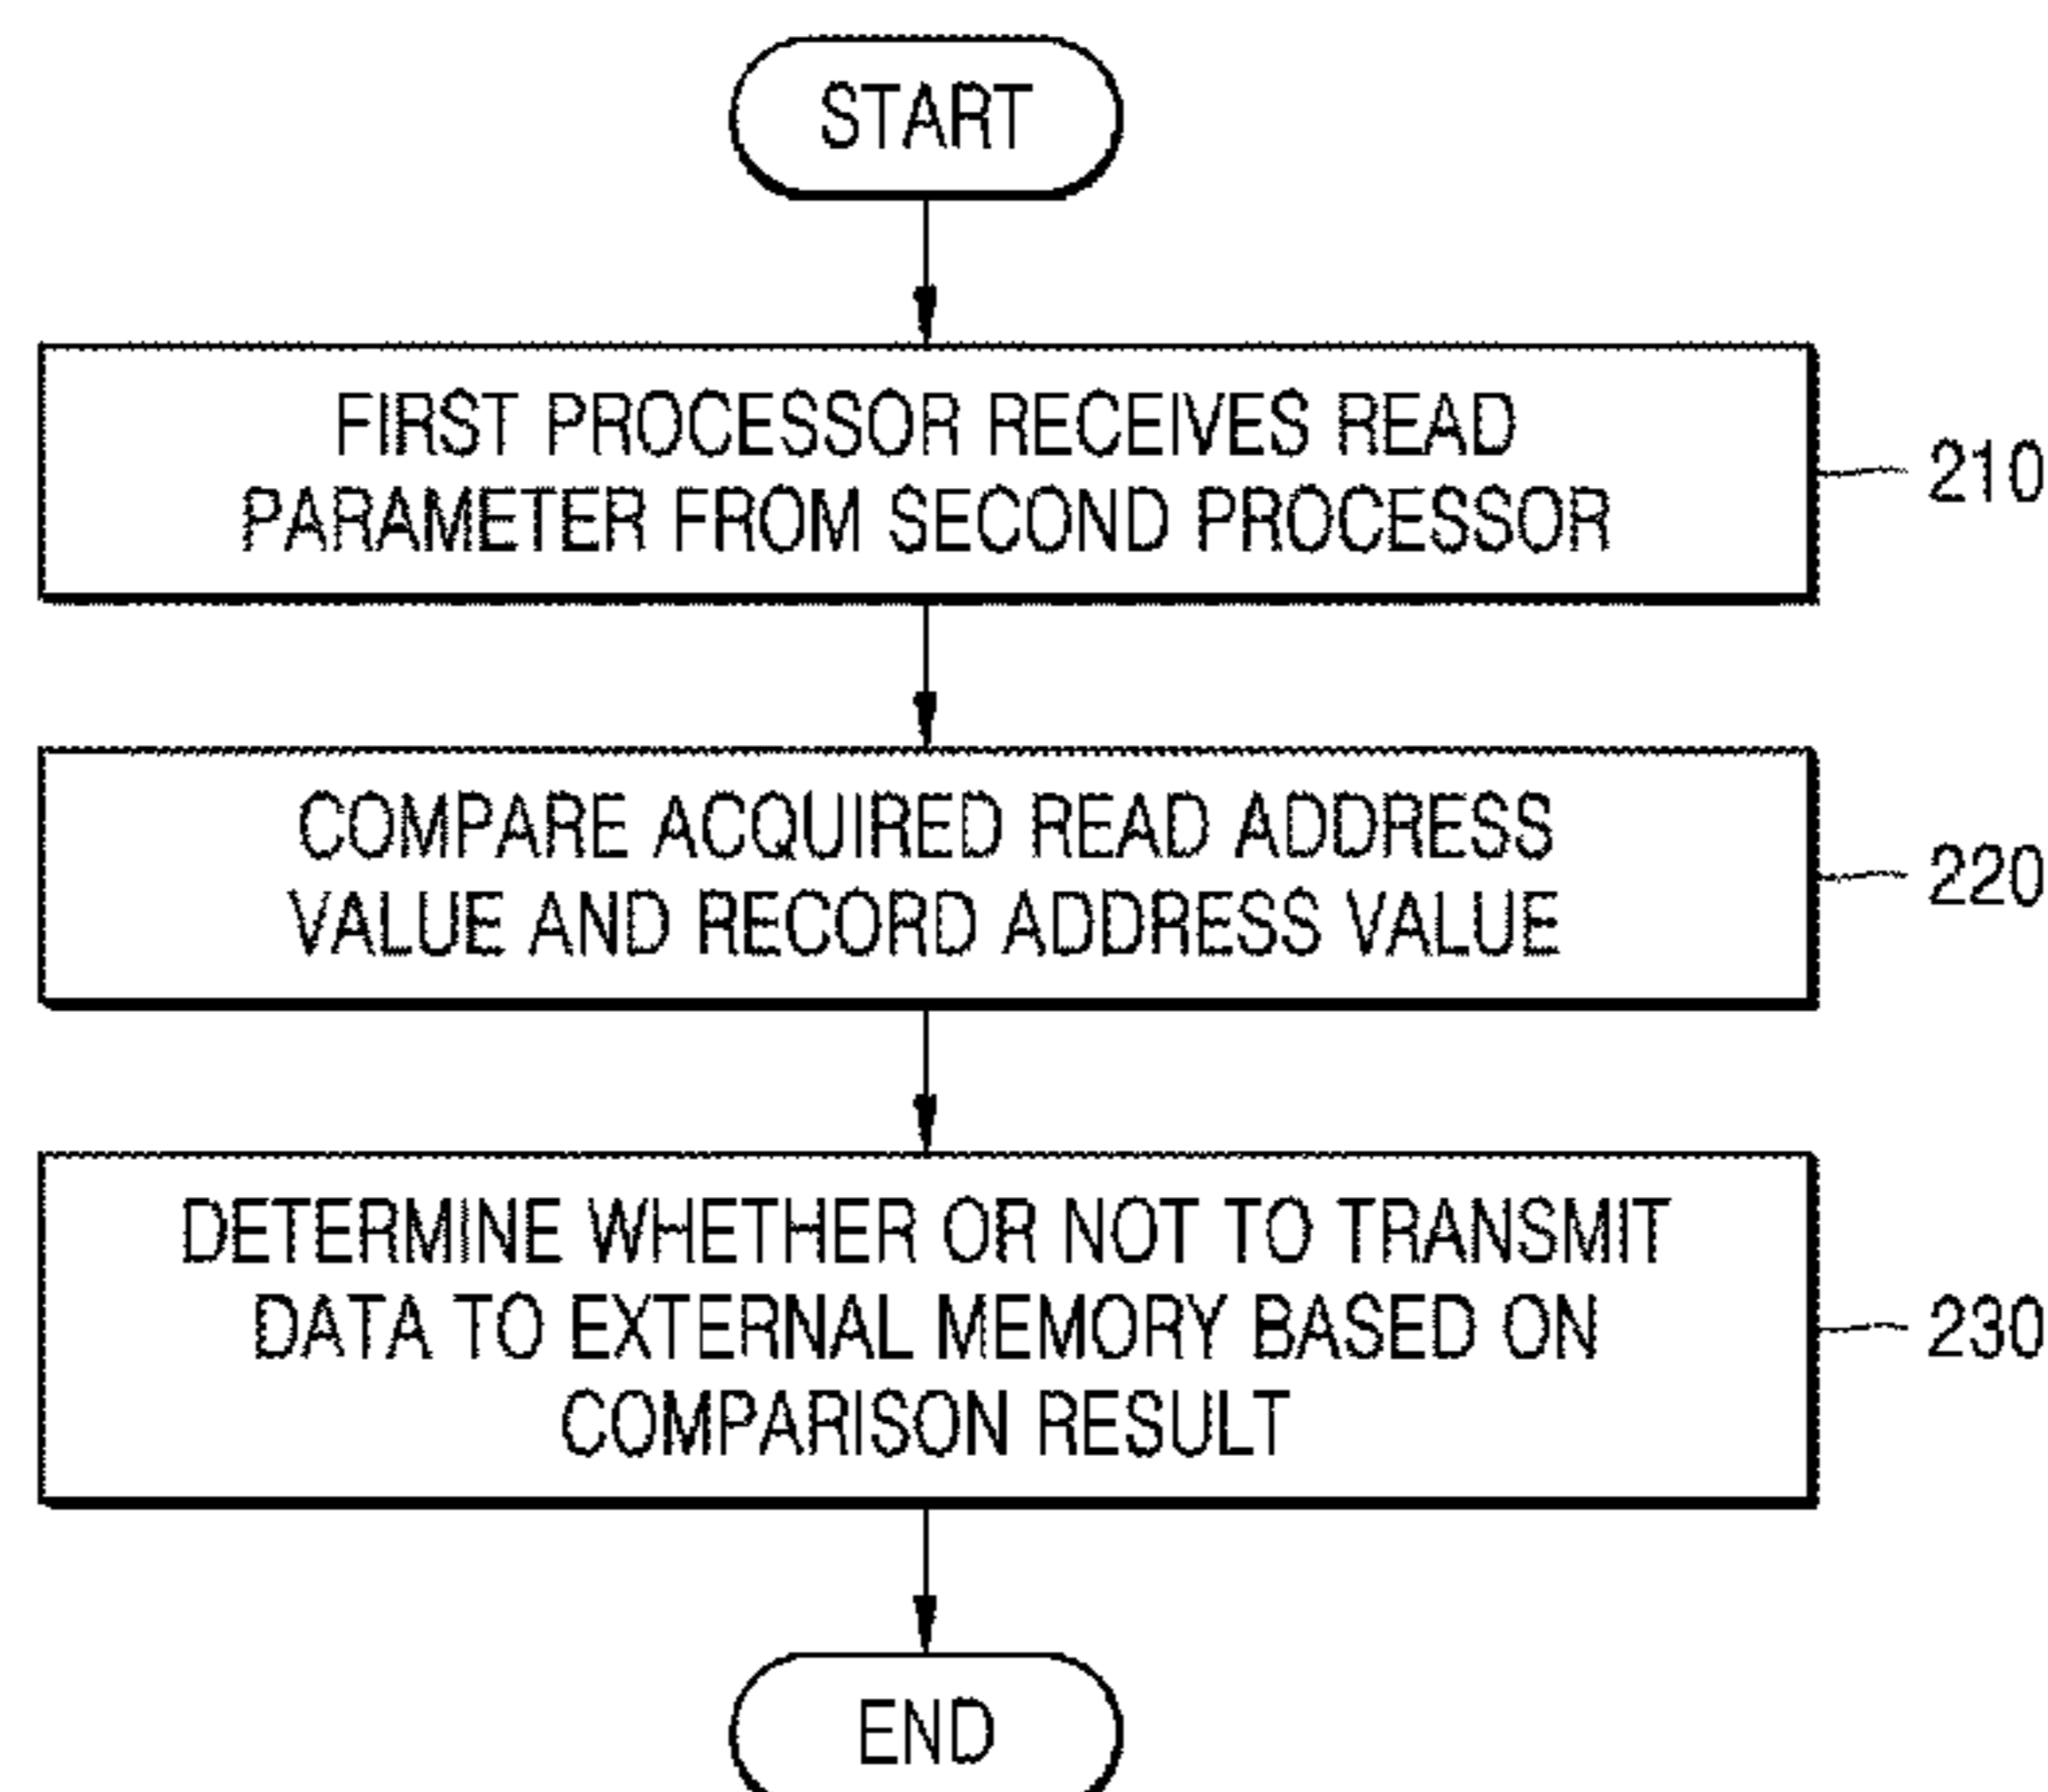 START
FIRST PROCESSOR RECEIVES READ
PARAMETER FROM SECOND PROCESSOR
210
COMPARE ACQUIRED READ ADDRESS
VALUE AND RECORD ADDRESS VALUE
220
DETERMINE WHETHER OR NOT TO TRANSMIT
DATA TO EXTERNAL MEMORY BASED ON
COMPARISON RESULT
230
END